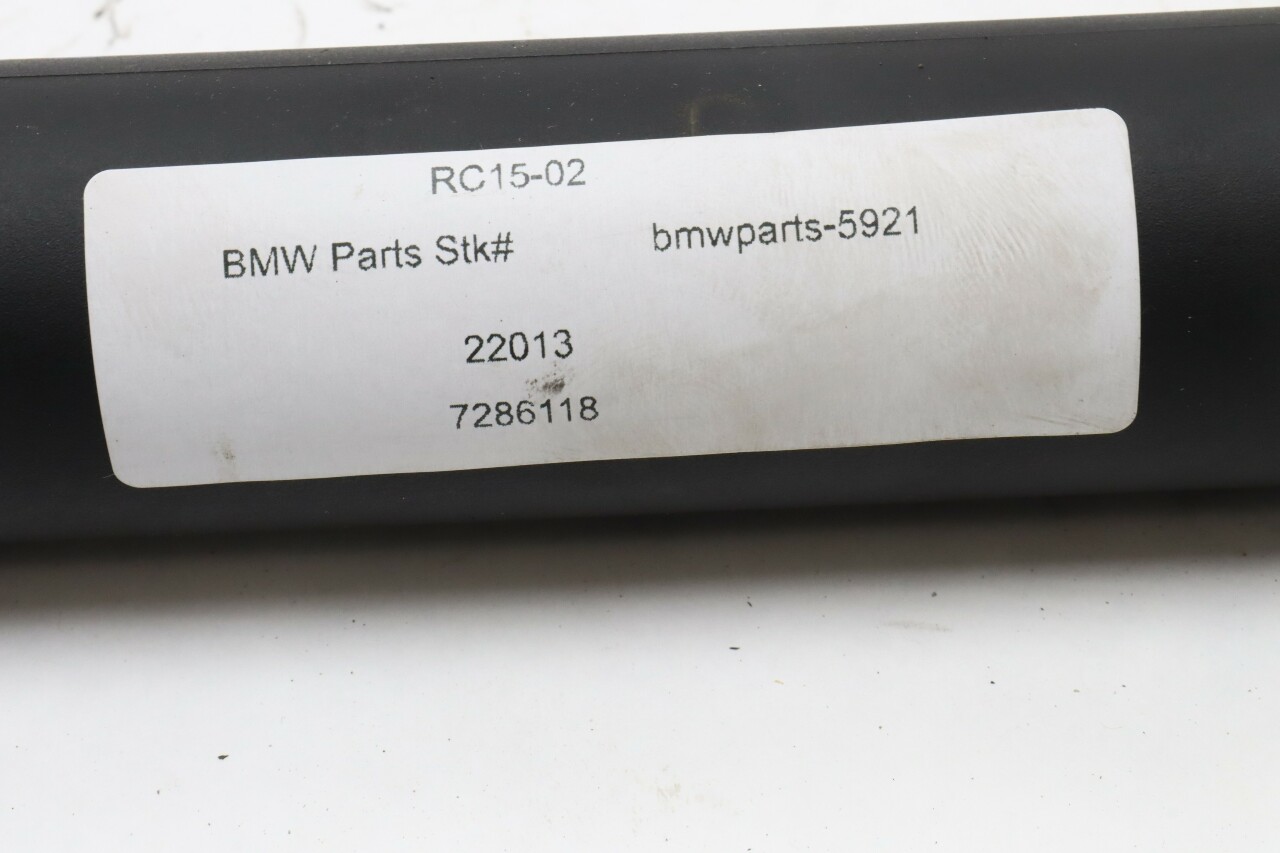 RC15-02
BMW Parts Stk# bmwparts-5921
22013
7286118